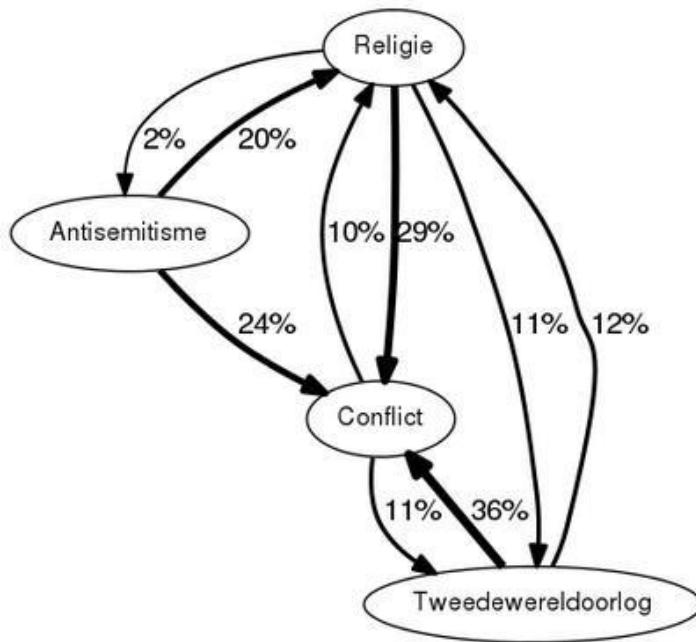 Religie
2%
20%
Antisemitisme
10%
29%
24%
11%
12%
Conflict
11%
36%
Tweedewereldoorlog